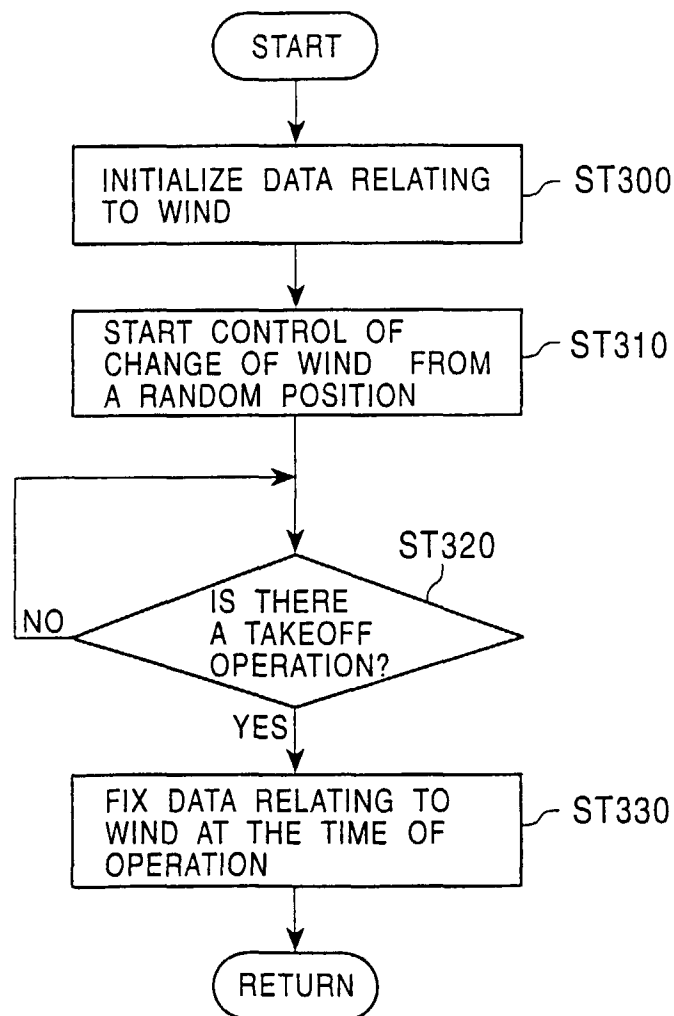 START
INITIALIZE DATA RELATING
TO WIND
ST300
START CONTROL OF
CHANGE OF WIND FROM
A RANDOM POSITION
ST310
ST320
IS THERE
A TAKEOFF
OPERATION?
NO
YES
FIX DATA RELATING TO
WIND AT THE TIME OF
OPERATION
ST330
RETURN